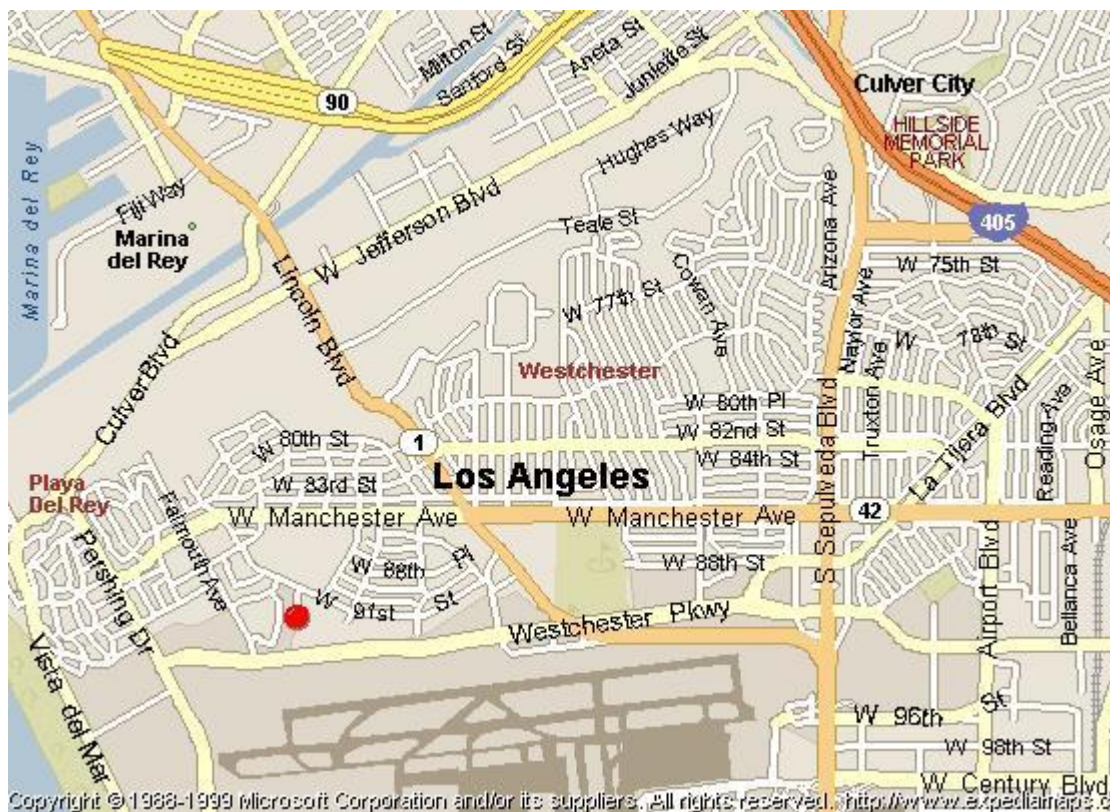 Milton St
Sanford St
Aneta St
Juniette St
90
Culver City
HILLSIDE
MEMORIAL
PARK
Hughes Way
Marina del Rey
Fiji Way
Marina
del Rey
W Jefferson Blvd
Teale St
Arizona Ave
405
W 75th St
Lincoln Blvd
W 77th St
Cowan Ave
Naylor Ave
W 78th St
Culver Blvd
Westchester
Truxton Ave
La Tijera Blvd
Reading Ave
Osage Ave
W 80th Pl
W 80th St
1
W 82nd St
Los Angeles
W 84th St
Playa
Del Rey
W 83rd St
Falmouth Ave
W Manchester Ave
W Manchester Ave
S Sepulveda Blvd
42
Pershing Dr
W 88th Pl
W 88th St
Airport Blvd
Bellanca Ave
W 91st St
Westchester Pkwy
Vista del Mar
W 96th St
W 98th St
W Century Blvd
Copyright © 1988-1999 Microsoft Corporation and/or its suppliers. All rights reserved.